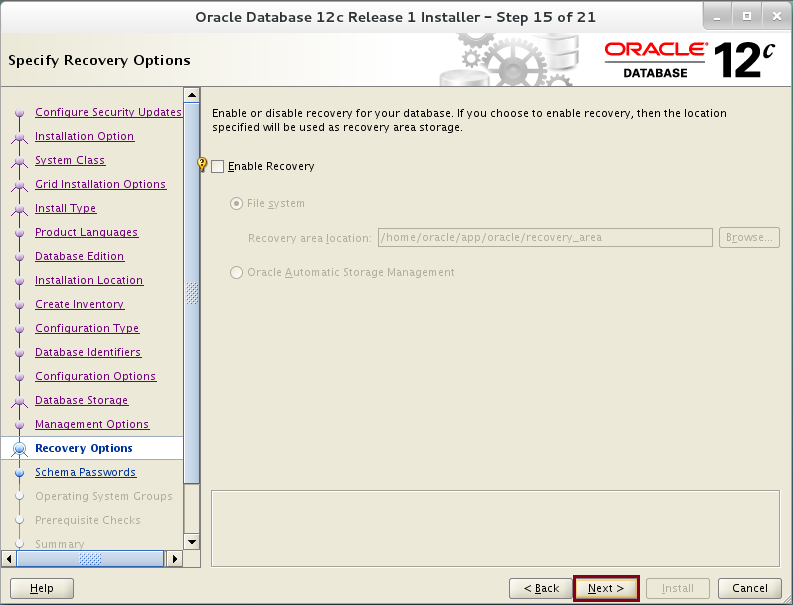 Oracle Database 12c Release 1 Installer – Step 15 of 21
Specify Recovery Options
ORACLE®
DATABASE
12c
Configure Security Updates
Installation Option
System Class
Grid Installation Options
Install Type
Product Languages
Database Edition
Installation Location
Create Inventory
Configuration Type
Database Identifiers
Configuration Options
Database Storage
Management Options
Recovery Options
Schema Passwords
Operating System Groups
Prerequisite Checks
Summary
Enable or disable recovery for your database. If you choose to enable recovery, then the location
specified will be used as recovery area storage.
Enable Recovery
File system
Recovery area location: /home/oracle/app/oracle/recovery_area Browse...
Oracle Automatic Storage Management
Help < Back Next > Install Cancel